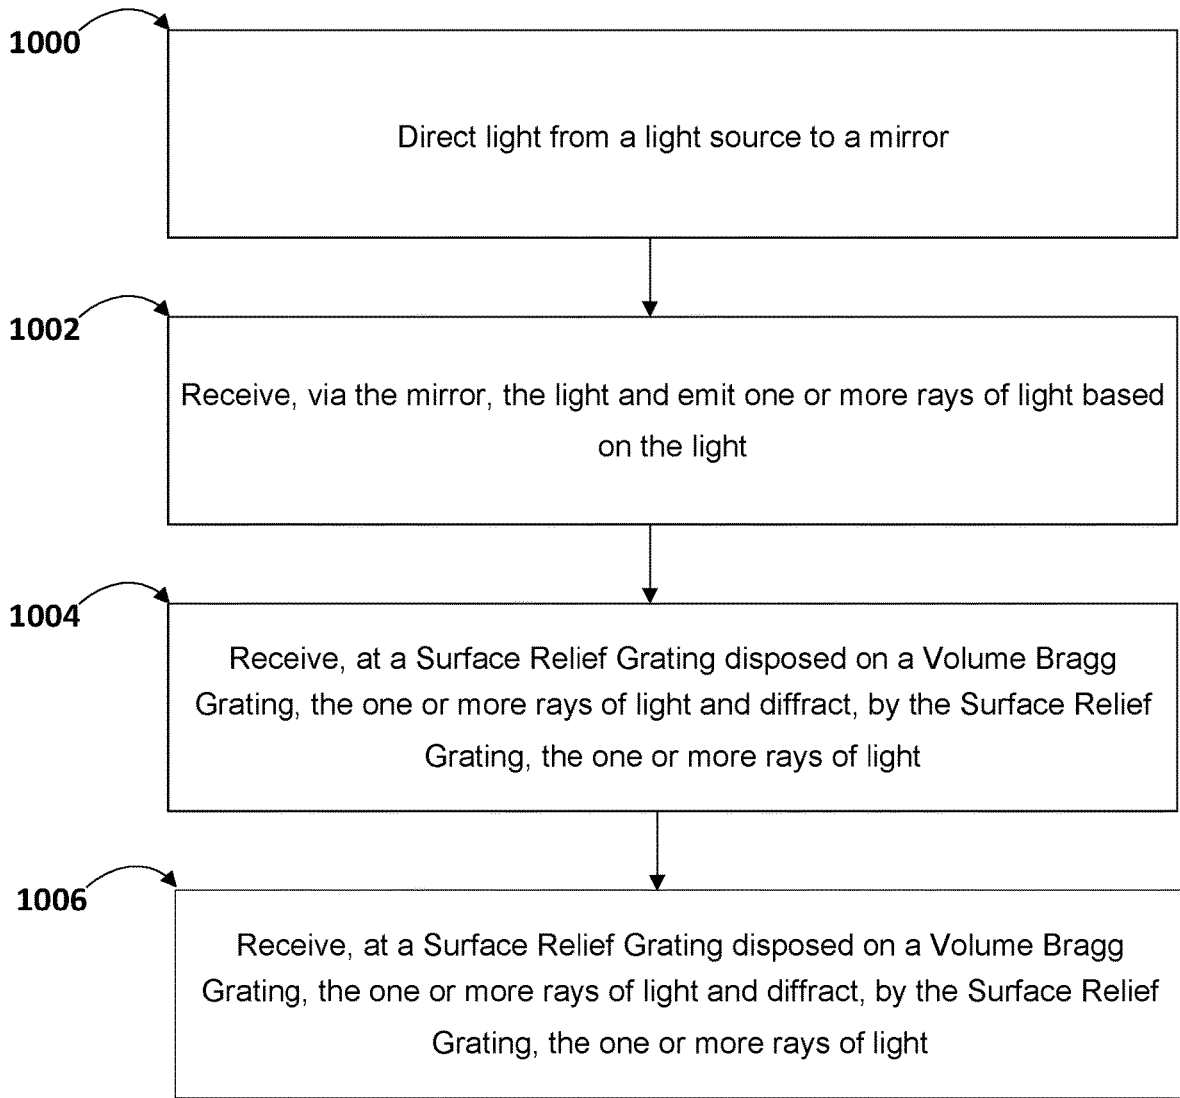 1000
Direct light from a light source to a mirror
1002
Receive, via the mirror, the light and emit one or more rays of light based
on the light
1004
Receive, at a Surface Relief Grating disposed on a Volume Bragg
Grating, the one or more rays of light and diffract, by the Surface Relief
Grating, the one or more rays of light
1006
Receive, at a Surface Relief Grating disposed on a Volume Bragg
Grating, the one or more rays of light and diffract, by the Surface Relief
Grating, the one or more rays of light